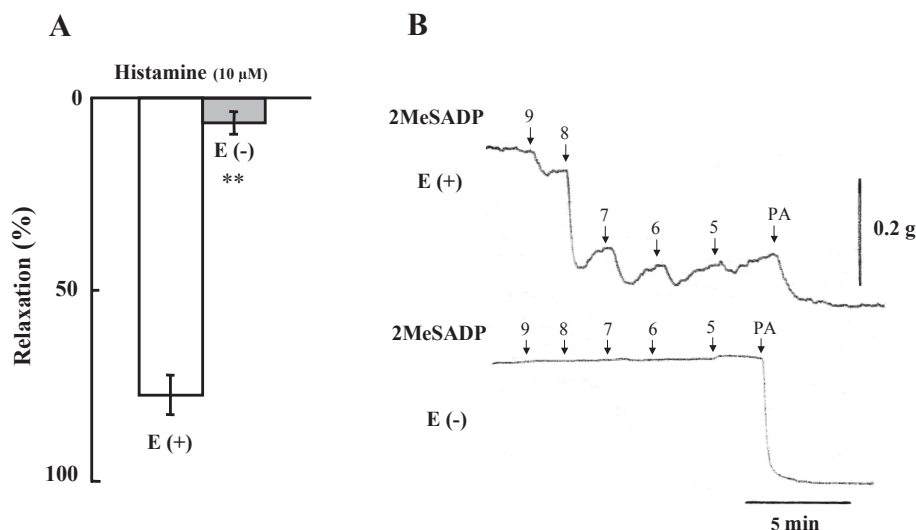 A
Histamine (10 µM)
0
50
100
Relaxation (%)
E (-)
**
E (+)
B
2MeSADP
9
8
7
6
5
PA
E (+)
0.2 g
2MeSADP
9
8
7
6
5
PA
E (-)
5 min